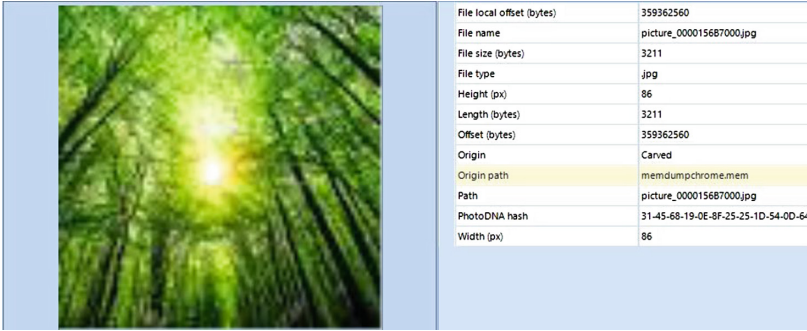 File local offset (bytes) 359362560
File name picture_0000156B7000.jpg
File size (bytes) 3211
File type .jpg
Height (px) 86
Length (bytes) 3211
Offset (bytes) 359362560
Origin Carved
Origin path memdumpchrome.mem
Path picture_0000156B7000.jpg
PhotoDNA hash 31-45-68-19-0E-8F-25-25-1D-54-0D-64
Width (px) 86